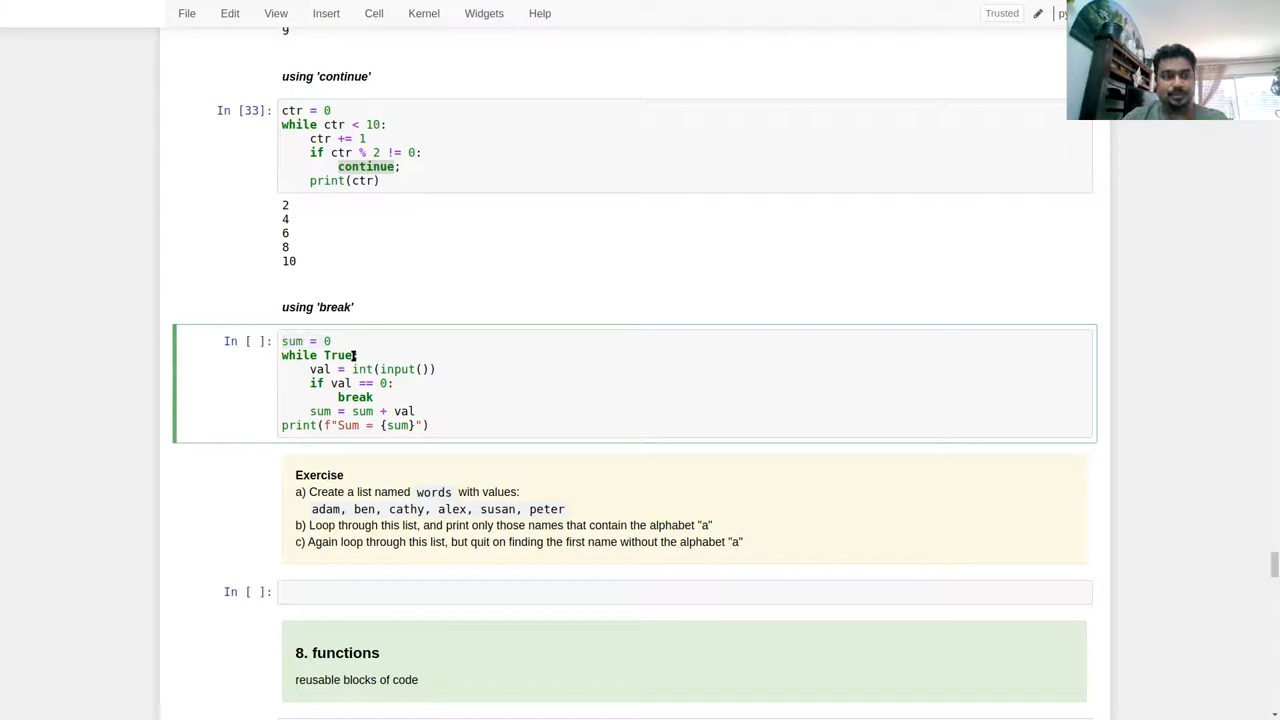 File Edit View Insert Cell Kernel Widgets Help Trusted
9
using 'continue'
In [33]:
ctr = 0
while ctr < 10:
    ctr += 1
    if ctr % 2 != 0:
        continue;
    print(ctr)
2
4
6
8
10
using 'break'
In [ ]:
sum = 0
while True:
    val = int(input())
    if val == 0:
        break
    sum = sum + val
print(f"Sum = {sum}")
Exercise
a) Create a list named words with values:
adam, ben, cathy, alex, susan, peter
b) Loop through this list, and print only those names that contain the alphabet "a"
c) Again loop through this list, but quit on finding the first name without the alphabet "a"
In [ ]:
8. functions
reusable blocks of code